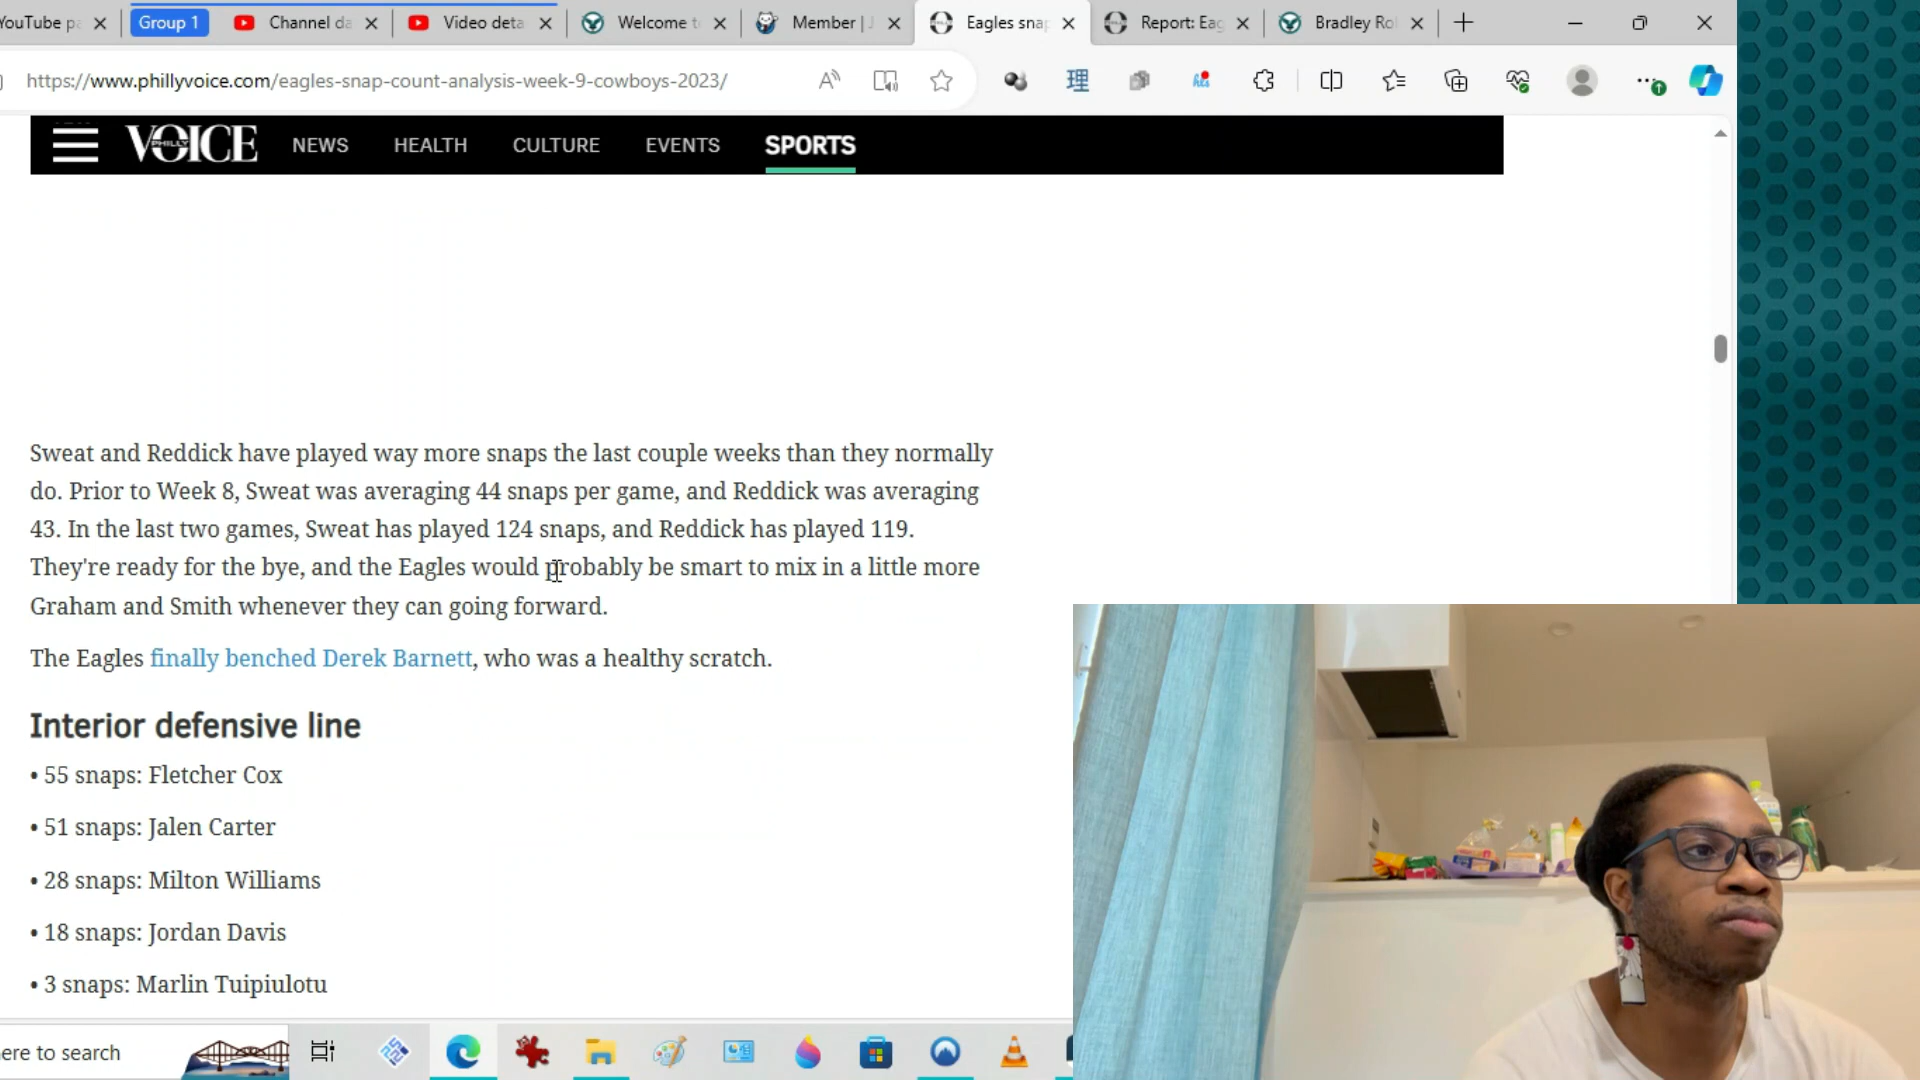 YouTube pa
Group 1
Channel da
Video deta
Welcome t
Member | J
Eagles snap
Report: Eag
Bradley Ro
https://www.phillyvoice.com/eagles-snap-count-analysis-week-9-cowboys-2023/
PHILLY VOICE
NEWS
HEALTH
CULTURE
EVENTS
SPORTS
Sweat and Reddick have played way more snaps the last couple weeks than they normally
do. Prior to Week 8, Sweat was averaging 44 snaps per game, and Reddick was averaging
43. In the last two games, Sweat has played 124 snaps, and Reddick has played 119.
They're ready for the bye, and the Eagles would probably be smart to mix in a little more
Graham and Smith whenever they can going forward.
The Eagles finally benched Derek Barnett, who was a healthy scratch.
Interior defensive line
• 55 snaps: Fletcher Cox
• 51 snaps: Jalen Carter
• 28 snaps: Milton Williams
• 18 snaps: Jordan Davis
• 3 snaps: Marlin Tuipiulotu
ere to search